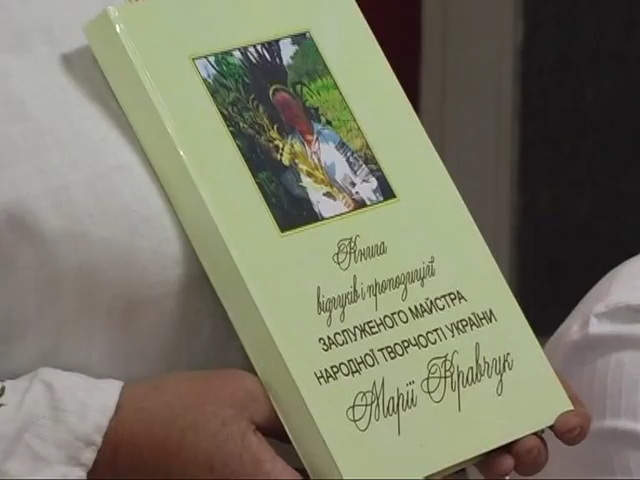 Книга
відгуків і пропозицій
ЗАСЛУЖЕНОГО МАЙСТРА
НАРОДНОЇ ТВОРЧОСТІ УКРАЇНИ
Марії Кравчук